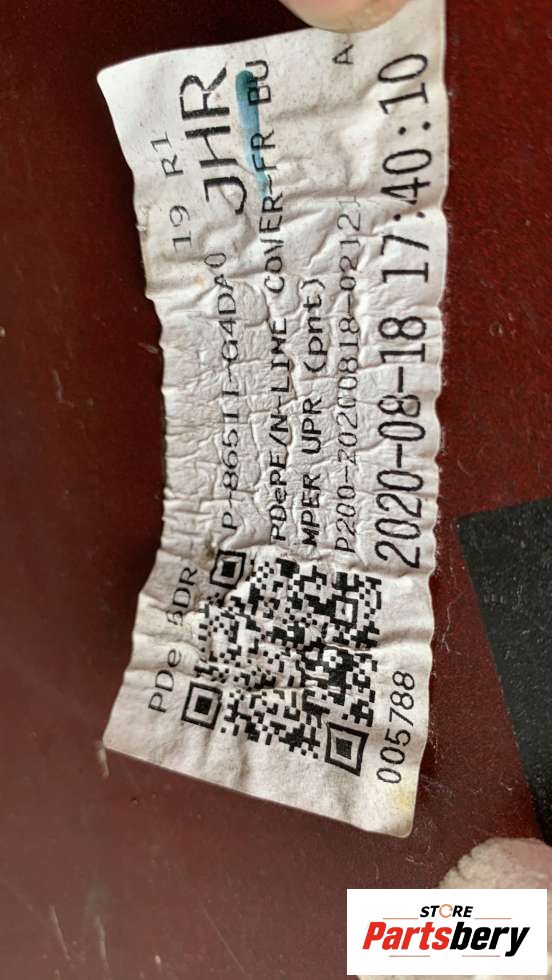 PDe 5DR
19 R1
P-86511-G4DA0
JHR
PDePE/N-LINE COVER-FR BU
MPER UPR (pnt)
A
P200-20200818-02121
2020-08-18 17:40:10
005788
STORE
Partsbery